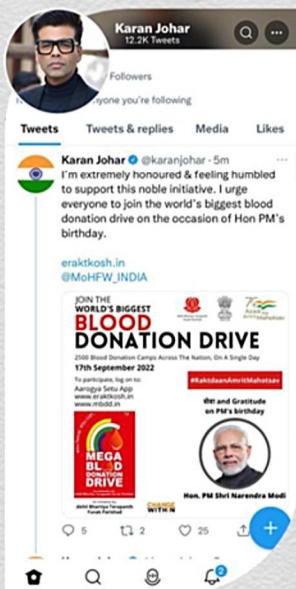 Karan Johar
12.2K Tweets
Followers
anyone you're following
Tweets
Tweets & replies
Media
Likes
Karan Johar @karanjohar · 5m
I'm extremely honoured & feeling humbled
to support this noble initiative. I urge
everyone to join the world's biggest blood
donation drive on the occasion of Hon PM's
birthday.
eraktkosh.in
@MoHFW_INDIA
JOIN THE
WORLD'S BIGGEST
BLOOD
DONATION DRIVE
2500 Blood Donation Camps Across The Nation, On A Single Day
17th September 2022
To participate, log on to:
Aarogya Setu App
www.eraktkosh.in
www.mbdd.in
#RaktdaanAmritMahotsav
सेवा and Gratitude
on PM's birthday
MEGA
BLOOD
DONATION
DRIVE
Akhil Bhartiya Terapanth
Yuvak Parishad
CHANGE
WITHIN
Hon. PM Shri Narendra Modi
5
2
25
2